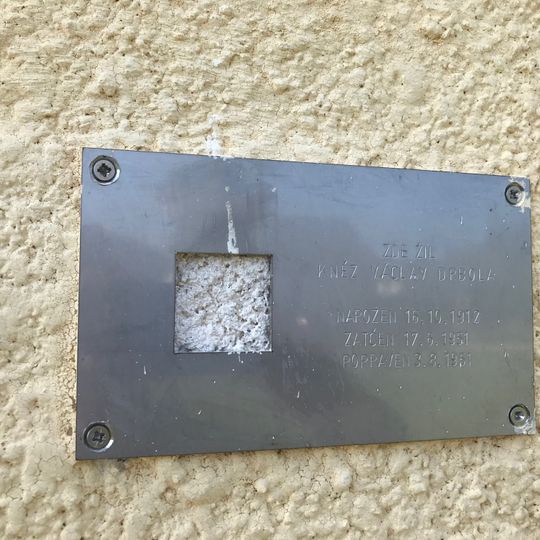 ZDE ŽIL
KNĚZ VÁCLAV DRBOLA
NAROZEN 16.10.1912
ZATČEN 17.6.1951
POPRAVEN 3.8.1951